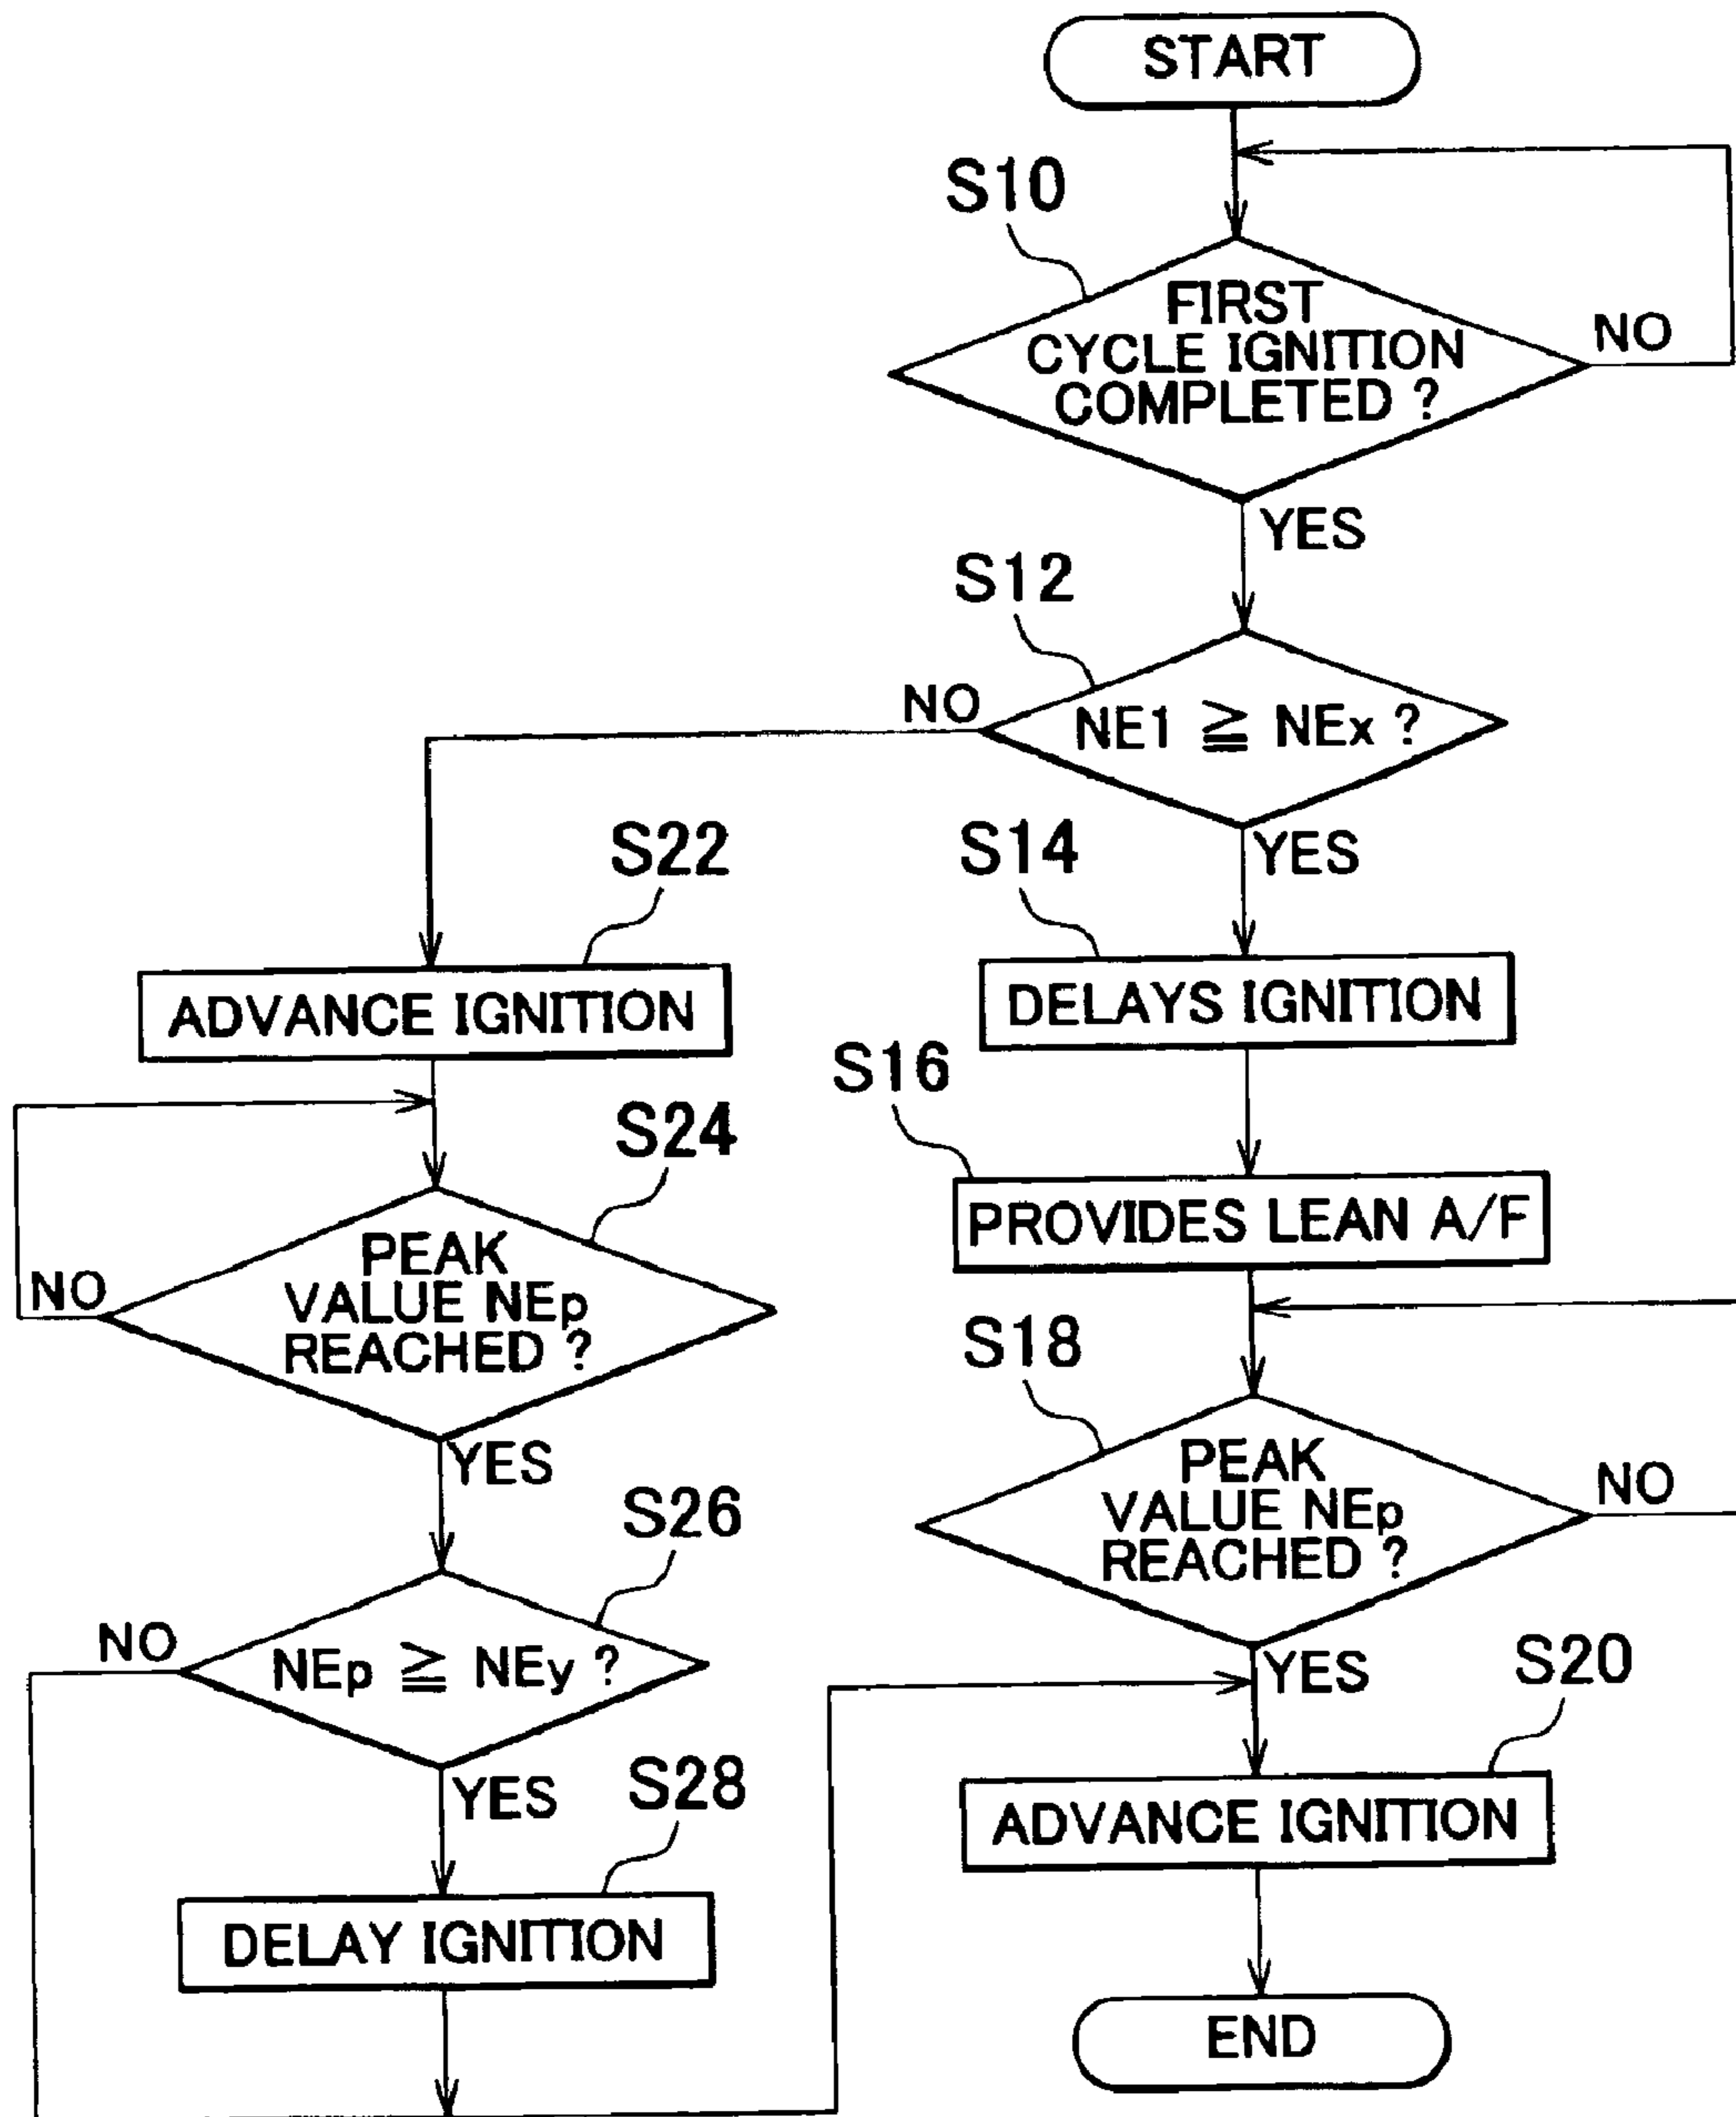 START
S10
FIRST
CYCLE IGNITION
COMPLETED ?
NO
YES
S12
NE1 ≧ NEx ?
NO
YES
S14
DELAYS IGNITION
S16
PROVIDES LEAN A/F
S18
PEAK
VALUE NEp
REACHED ?
NO
YES
S20
ADVANCE IGNITION
END
S22
ADVANCE IGNITION
S24
PEAK
VALUE NEp
REACHED ?
NO
YES
S26
NEp ≧ NEy ?
NO
YES
S28
DELAY IGNITION